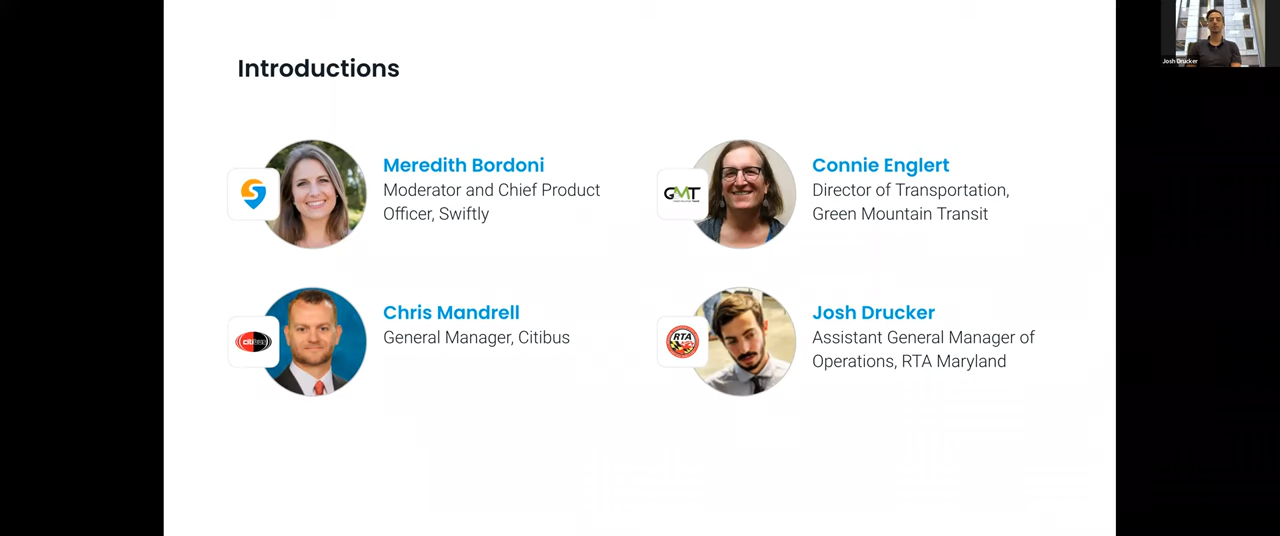 Introductions
Meredith Bordoni
Moderator and Chief Product
Officer, Swiftly
GMT
Connie Englert
Director of Transportation,
Green Mountain Transit
citibus
Chris Mandrell
General Manager, Citibus
RTA
Josh Drucker
Assistant General Manager of
Operations, RTA Maryland
Josh Drucker